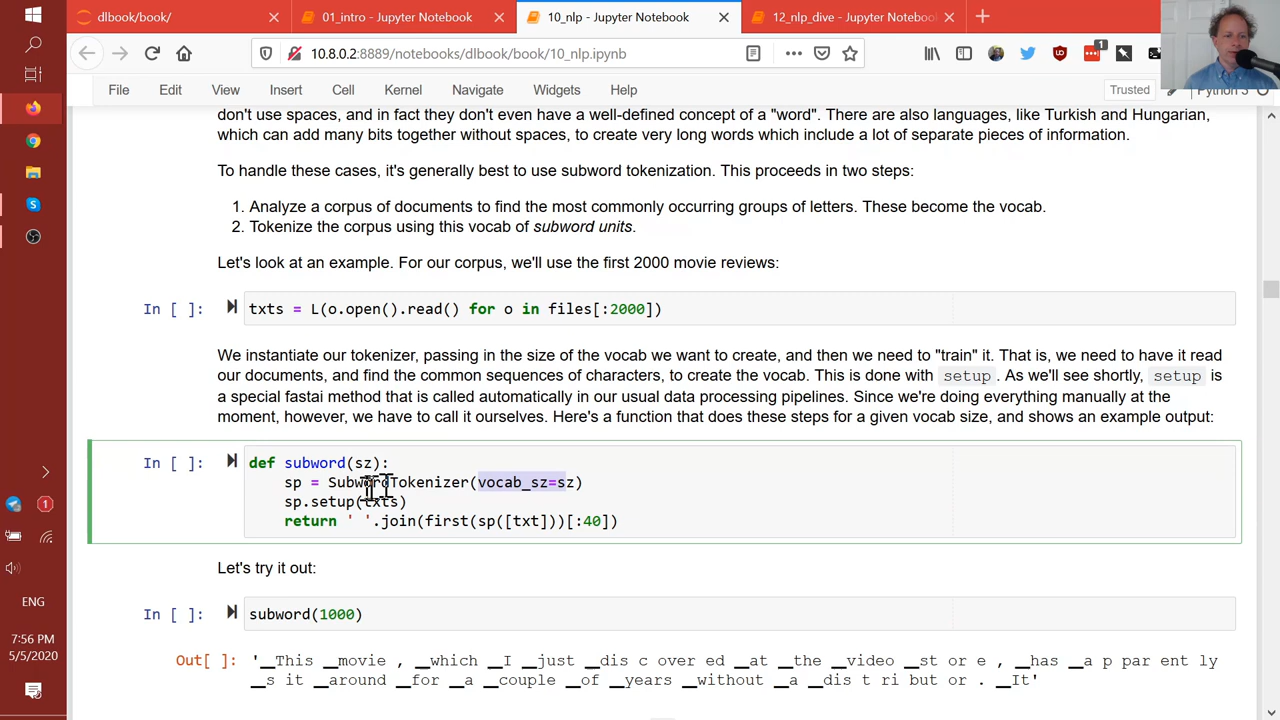 dlbook/book/
01_intro - Jupyter Notebook
10_nlp - Jupyter Notebook
12_nlp_dive - Jupyter Notebook
10.8.0.2:8889/notebooks/dlbook/book/10_nlp.ipynb
1
File Edit View Insert Cell Kernel Navigate Widgets Help
Trusted
Python 3
don't use spaces, and in fact they don't even have a well-defined concept of a "word". There are also languages, like Turkish and Hungarian,
which can add many bits together without spaces, to create very long words which include a lot of separate pieces of information.
To handle these cases, it's generally best to use subword tokenization. This proceeds in two steps:
1. Analyze a corpus of documents to find the most commonly occurring groups of letters. These become the vocab.
2. Tokenize the corpus using this vocab of subword units.
Let's look at an example. For our corpus, we'll use the first 2000 movie reviews:
In [ ]: txts = L(o.open().read() for o in files[:2000])
We instantiate our tokenizer, passing in the size of the vocab we want to create, and then we need to "train" it. That is, we need to have it read
our documents, and find the common sequences of characters, to create the vocab. This is done with setup . As we'll see shortly, setup is
a special fastai method that is called automatically in our usual data processing pipelines. Since we're doing everything manually at the
moment, however, we have to call it ourselves. Here's a function that does these steps for a given vocab size, and shows an example output:
In [ ]: def subword(sz):
sp = SubwordTokenizer(vocab_sz=sz)
sp.setup(txts)
return ' '.join(first(sp([txt]))[:40])
Let's try it out:
In [ ]: subword(1000)
Out[ ]: '▁This ▁movie , ▁which ▁I ▁just ▁dis c over ed ▁at ▁the ▁video ▁st or e , ▁has ▁a p par ent ly
▁s it ▁around ▁for ▁a ▁couple ▁of ▁years ▁without ▁a ▁dis t ri but or . ▁It'
1
ENG
7:56 PM
5/5/2020